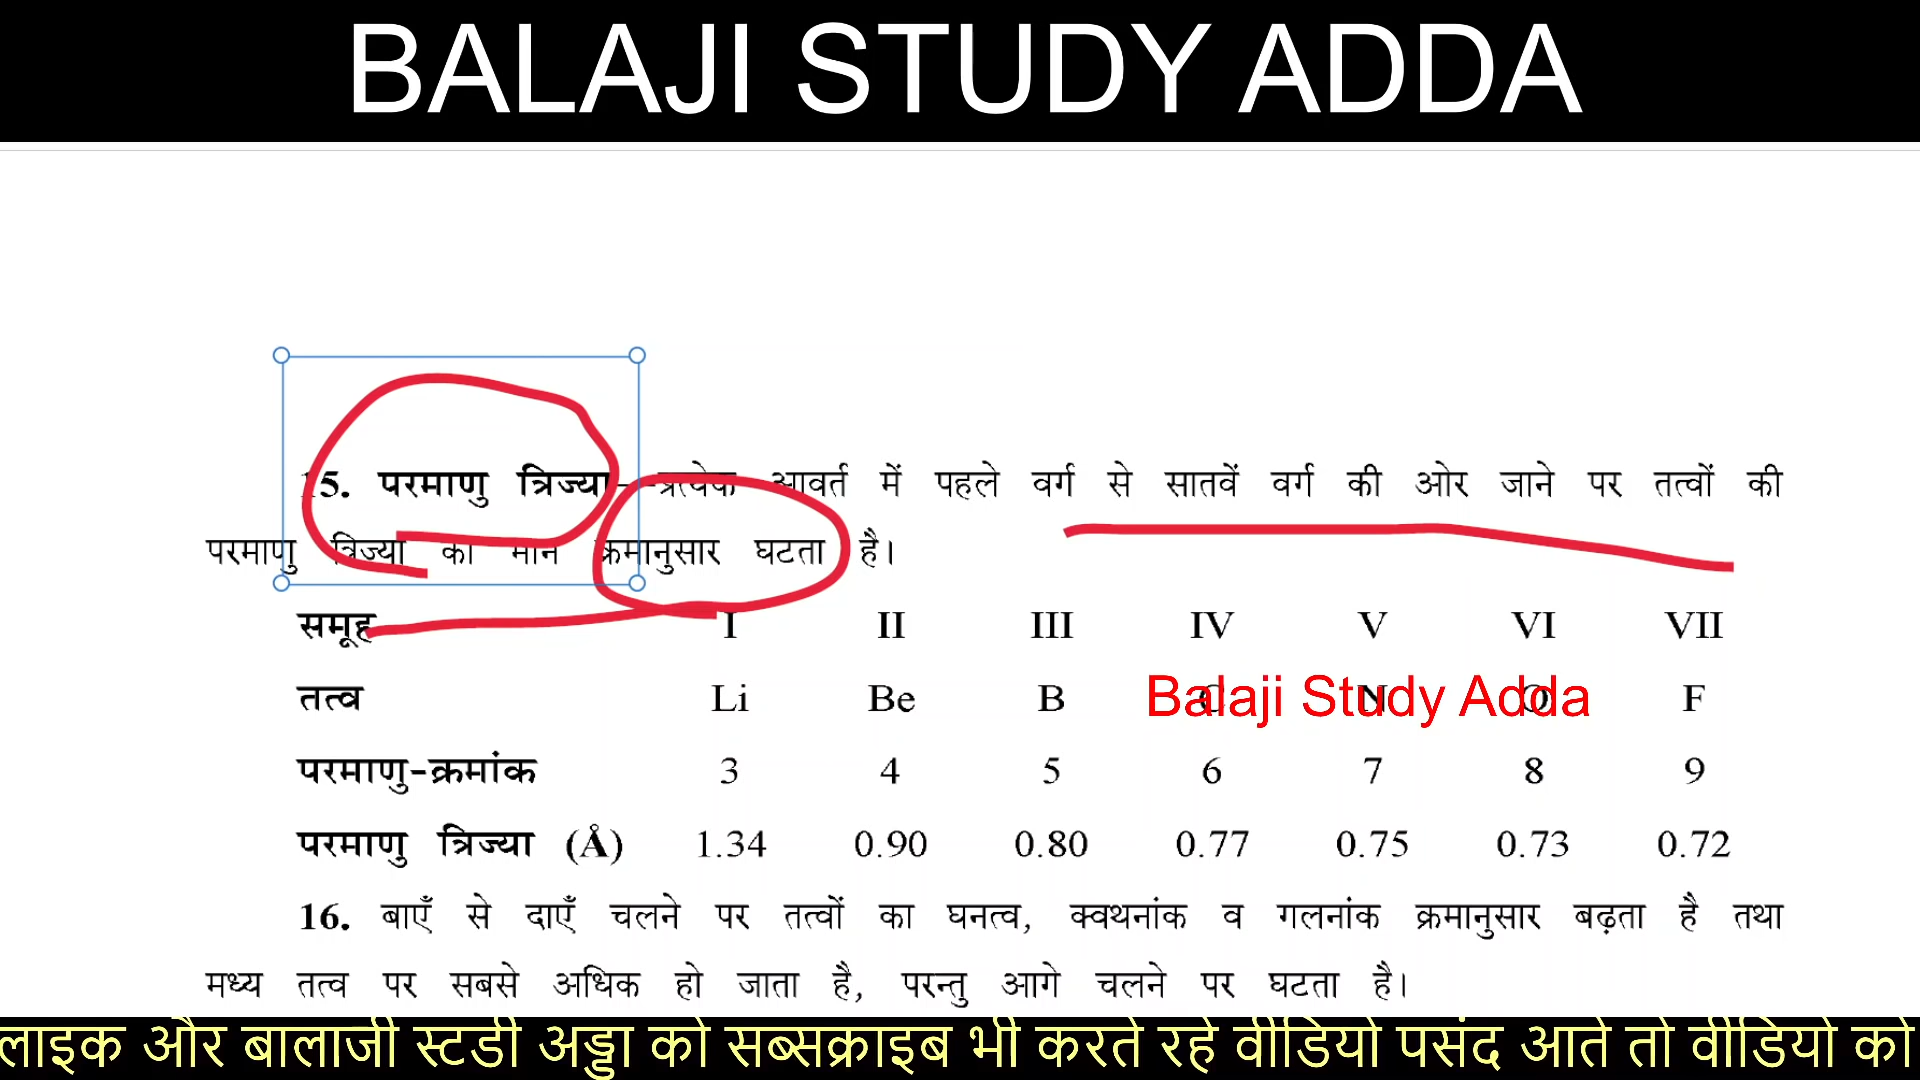 BALAJI STUDY ADDA
15. परमाणु त्रिज्या—प्रत्येक आवर्त में पहले वर्ग से सातवें वर्ग की ओर जाने पर तत्वों की
परमाणु त्रिज्या का मान क्रमानुसार घटता है।
समूह I II III IV V VI VII
तत्व Li Be B C N O F
Balaji Study Adda
परमाणु-क्रमांक 3 4 5 6 7 8 9
परमाणु त्रिज्या (Å) 1.34 0.90 0.80 0.77 0.75 0.73 0.72
16. बाएँ से दाएँ चलने पर तत्वों का घनत्व, क्वथनांक व गलनांक क्रमानुसार बढ़ता है तथा
मध्य तत्व पर सबसे अधिक हो जाता है, परन्तु आगे चलने पर घटता है।
लाइक और बालाजी स्टडी अड्डा को सब्सक्राइब भी करते रहे वीडियो पसंद आते तो वीडियो को